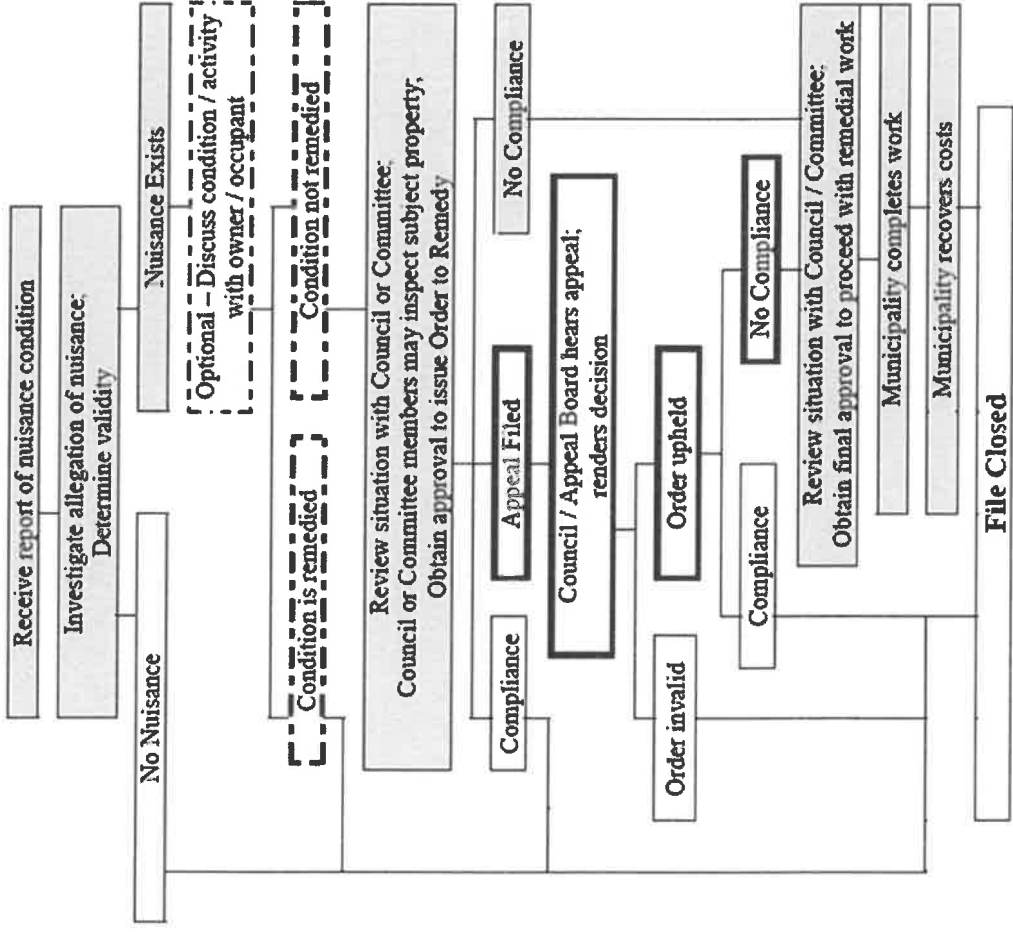 Receive report of nuisance condition
Investigate allegation of nuisance;
Determine validity
No Nuisance
Nuisance Exists
Optional – Discuss condition / activity
with owner / occupant
Condition is remedied
Condition not remedied
Review situation with Council or Committee;
Council or Committee members may inspect subject property;
Obtain approval to issue Order to Remedy
Compliance
Appeal Filed
No Compliance
Council / Appeal Board hears appeal;
renders decision
Order invalid
Order upheld
Compliance
No Compliance
Review situation with Council / Committee;
Obtain final approval to proceed with remedial work
Municipality completes work
Municipality recovers costs
File Closed